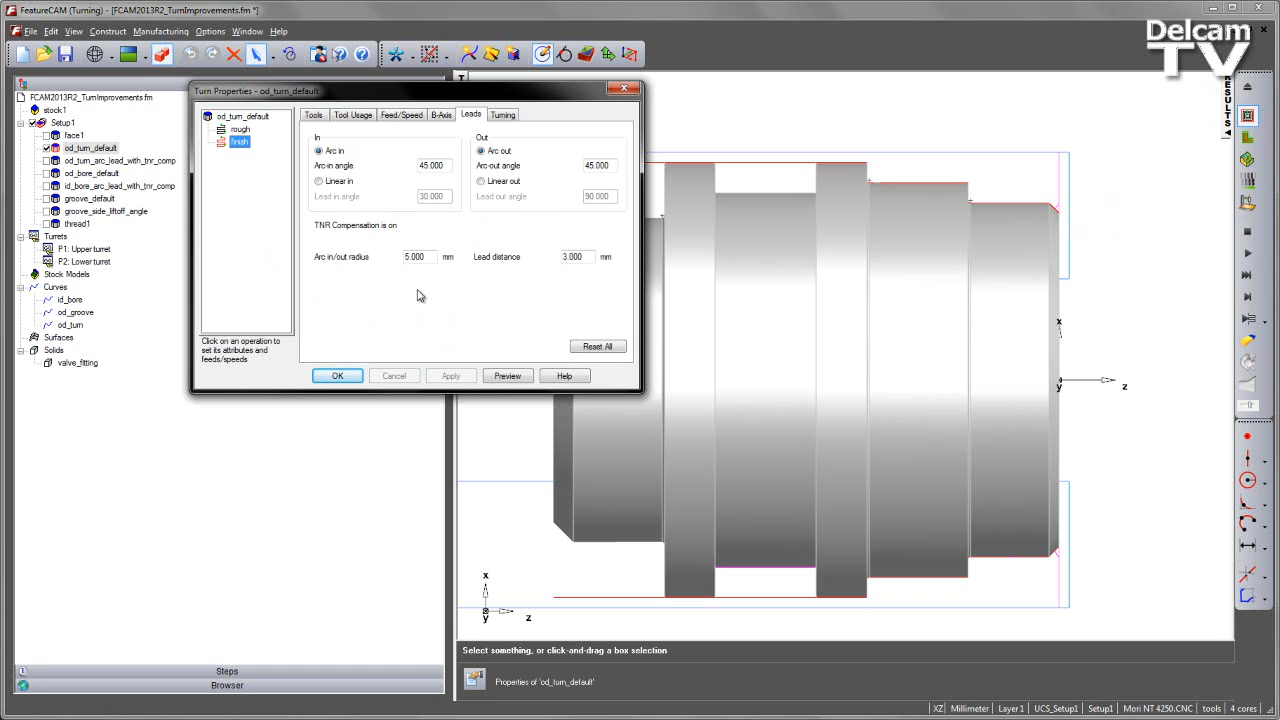 FeatureCAM (Turning) - [FCAM2013R2_TurnImprovements.fm *]
File Edit View Construct Manufacturing Options Window Help
Delcam
TV
RESULTS
FCAM2013R2_TurnImprovements.fm
stock1
Setup1
face1
od_turn_default
od_turn_arc_lead_with_tnr_comp
od_bore_default
id_bore_arc_lead_with_tnr_comp
groove_default
groove_side_liftoff_angle
thread1
Turrets
P1: Upper turret
P2: Lower turret
Stock Models
Curves
id_bore
od_groove
od_turn
Surfaces
Solids
valve_fitting
Steps
Browser
Turn Properties - od_turn_default
od_turn_default
rough
finish
Click on an operation to
set its attributes and
feeds/speeds
Tools Tool Usage Feed/Speed B-Axis Leads Turning
In
Arc in
Arc-in angle 45.000
Linear in
Lead in angle 30.000
Out
Arc out
Arc-out angle 45.000
Linear out
Lead out angle 90.000
TNR Compensation is on
Arc in/out radius 5.000 mm Lead distance 3.000 mm
Reset All
OK Cancel Apply Preview Help
x
y
z
x
y
z
Select something, or click-and-drag a box selection
Properties of 'od_turn_default'
XZ Millimeter Layer1 UCS_Setup1 Setup1 Mori NT 4250.CNC tools 4 cores